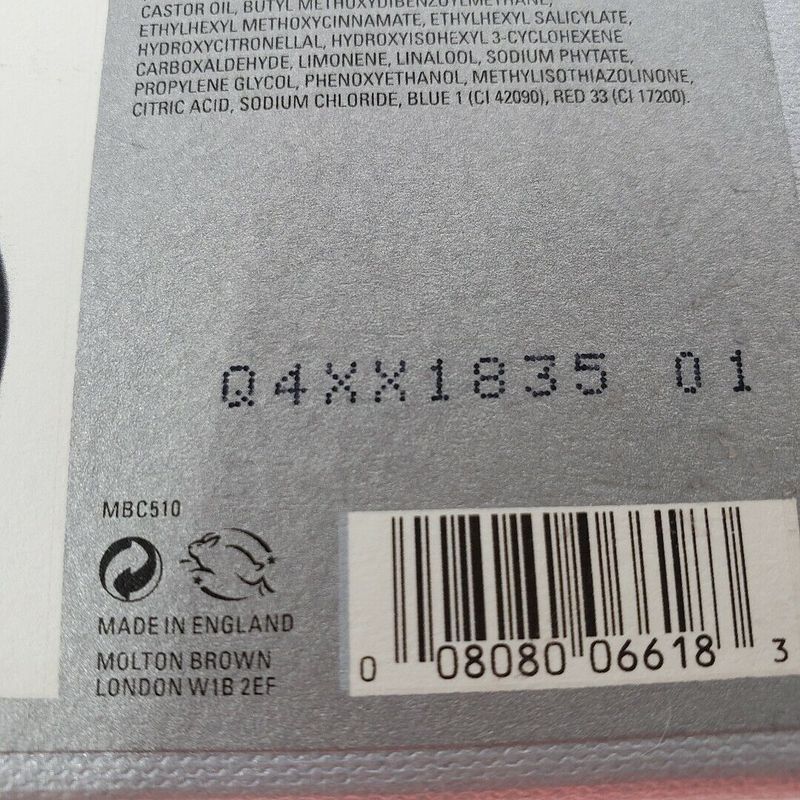 CASTOR OIL, BUTYL METHOXYDIBENZOYLMETHANE,
ETHYLHEXYL METHOXYCINNAMATE, ETHYLHEXYL SALICYLATE,
HYDROXYCITRONELLAL, HYDROXYISOHEXYL 3-CYCLOHEXENE
CARBOXALDEHYDE, LIMONENE, LINALOOL, SODIUM PHYTATE,
PROPYLENE GLYCOL, PHENOXYETHANOL, METHYLISOTHIAZOLINONE,
CITRIC ACID, SODIUM CHLORIDE, BLUE 1 (CI 42090), RED 33 (CI 17200).
Q4XX1835 01
MBC510
MADE IN ENGLAND
MOLTON BROWN
LONDON W1B 2EF
0 08080 06618 3